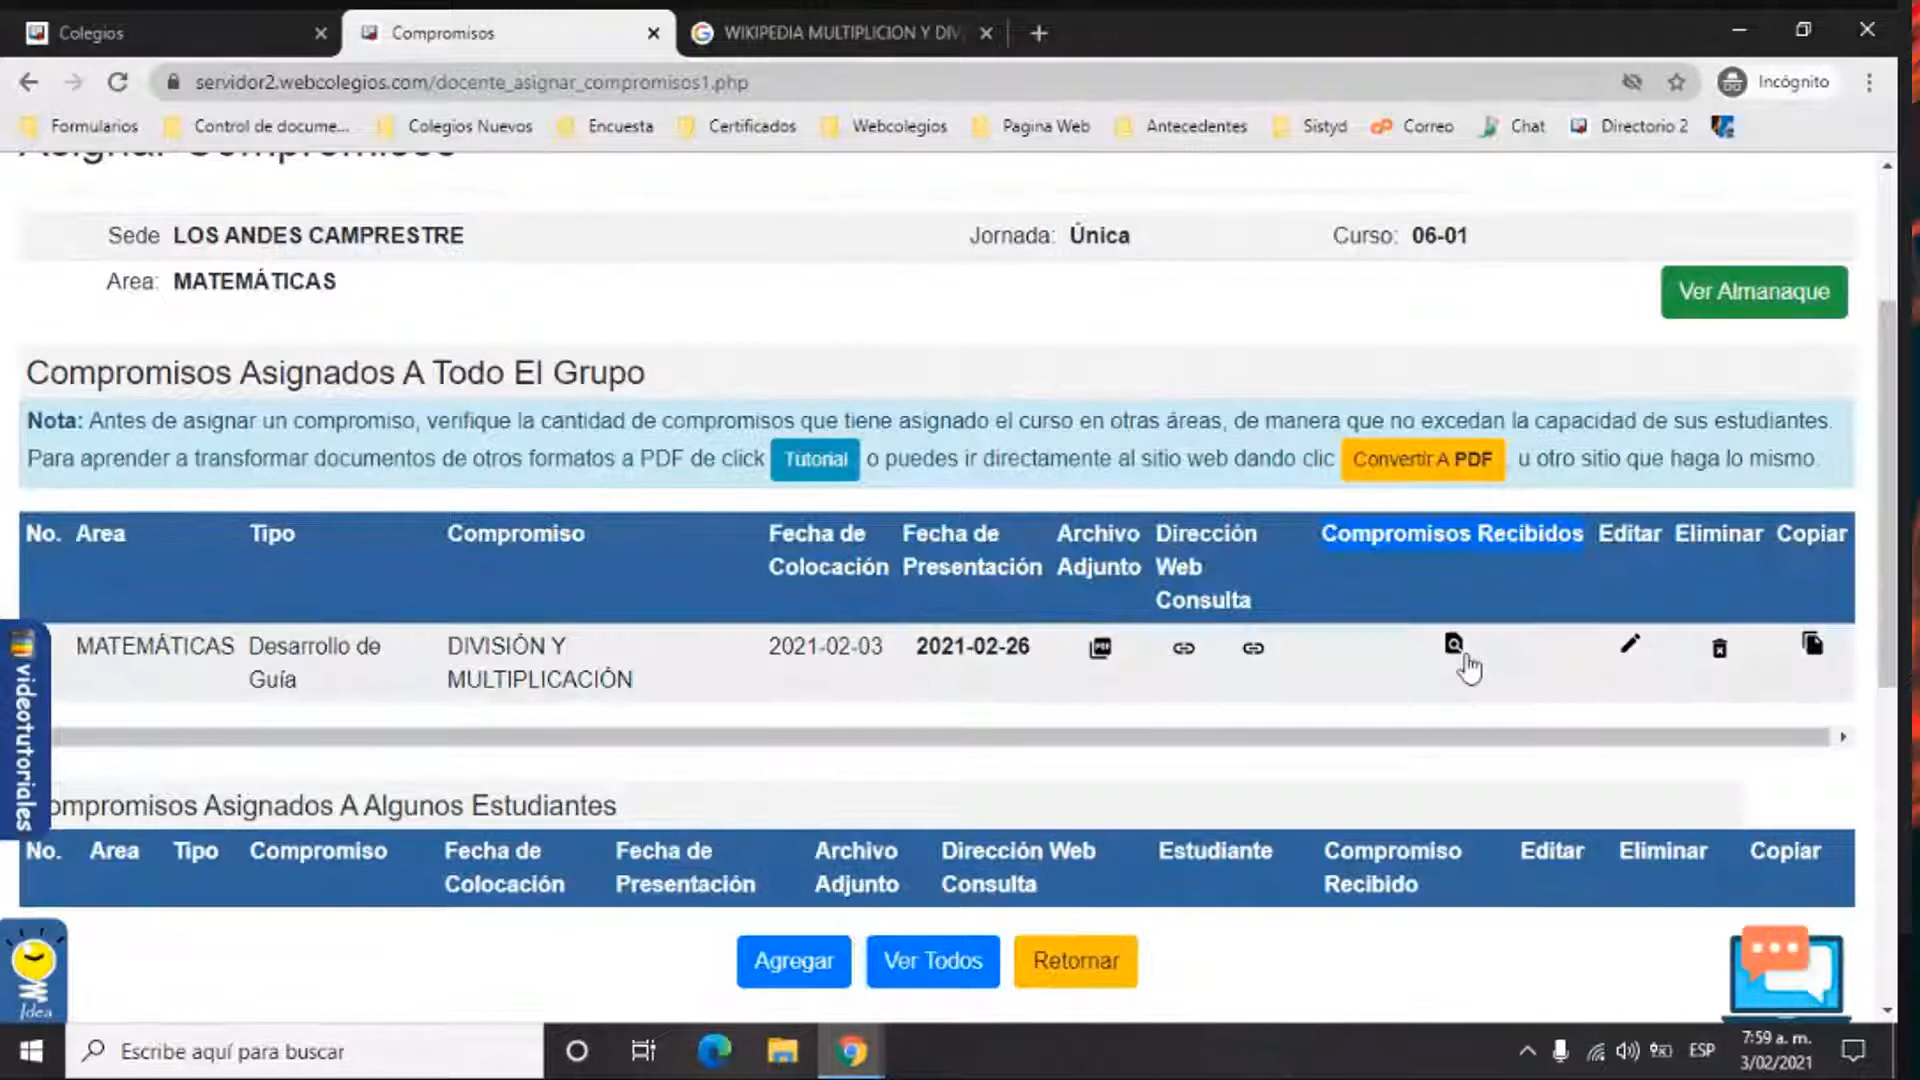 Colegios
Compromisos
WIKIPEDIA MULTIPLICION Y DIV
servidor2.webcolegios.com/docente_asignar_compromisos1.php
Incógnito
Formularios Control de docume... Colegios Nuevos Encuesta Certificados Webcolegios Pagina Web Antecedentes Sistyd Correo Chat Directorio 2
Asignar Compromisos
Sede LOS ANDES CAMPRESTRE Jornada: Única Curso: 06-01
Area: MATEMÁTICAS
Ver Almanaque
Compromisos Asignados A Todo El Grupo
Nota: Antes de asignar un compromiso, verifique la cantidad de compromisos que tiene asignado el curso en otras áreas, de manera que no excedan la capacidad de sus estudiantes.
Para aprender a transformar documentos de otros formatos a PDF de click Tutorial o puedes ir directamente al sitio web dando clic Convertir A PDF u otro sitio que haga lo mismo.
No. Area Tipo Compromiso Fecha de Fecha de Archivo Dirección Compromisos Recibidos Editar Eliminar Copiar
Colocación Presentación Adjunto Web
Consulta
MATEMÁTICAS Desarrollo de DIVISIÓN Y 2021-02-03 2021-02-26
Guía MULTIPLICACIÓN
videotutoriales
ompromisos Asignados A Algunos Estudiantes
No. Area Tipo Compromiso Fecha de Fecha de Archivo Dirección Web Estudiante Compromiso Editar Eliminar Copiar
Colocación Presentación Adjunto Consulta Recibido
Agregar Ver Todos Retornar
Idea
Escribe aquí para buscar
ESP
7:59 a. m.
3/02/2021